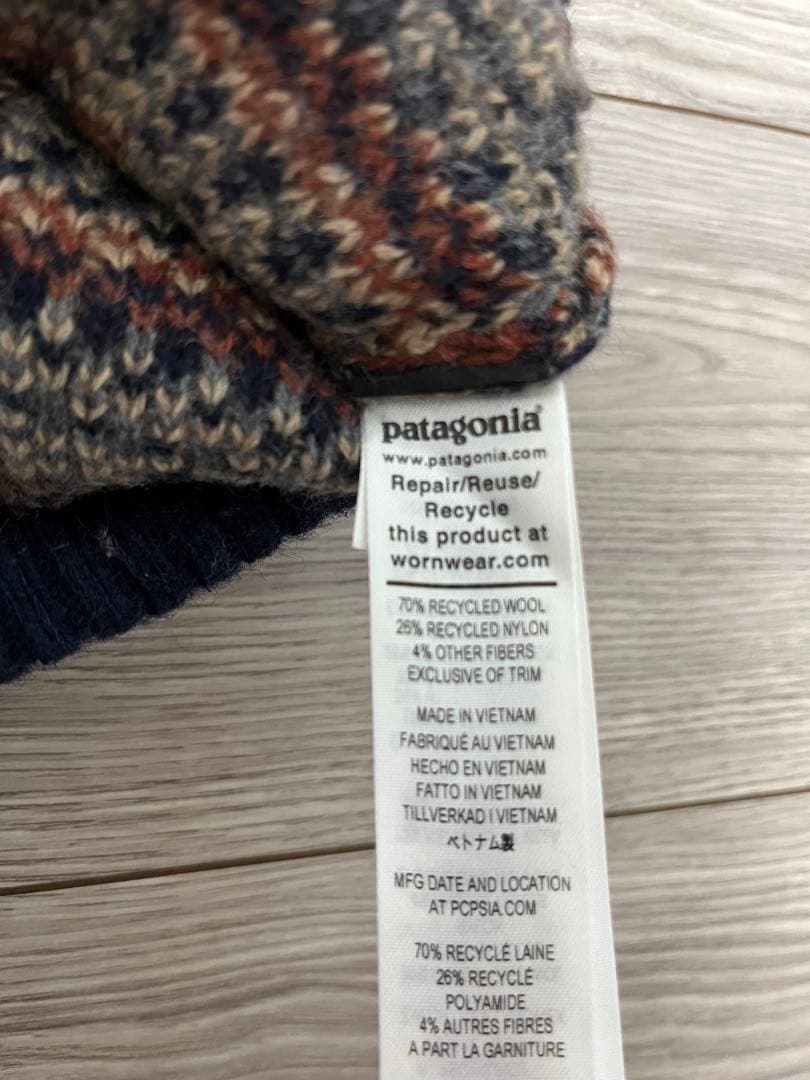 patagonia®
www.patagonia.com
Repair/Reuse/
Recycle
this product at
wornwear.com
70% RECYCLED WOOL
26% RECYCLED NYLON
4% OTHER FIBERS
EXCLUSIVE OF TRIM
MADE IN VIETNAM
FABRIQUÉ AU VIETNAM
HECHO EN VIETNAM
FATTO IN VIETNAM
TILLVERKAD I VIETNAM
ベトナム製
MFG DATE AND LOCATION
AT PCPSIA.COM
70% RECYCLÉ LAINE
26% RECYCLÉ
POLYAMIDE
4% AUTRES FIBRES
A PART LA GARNITURE